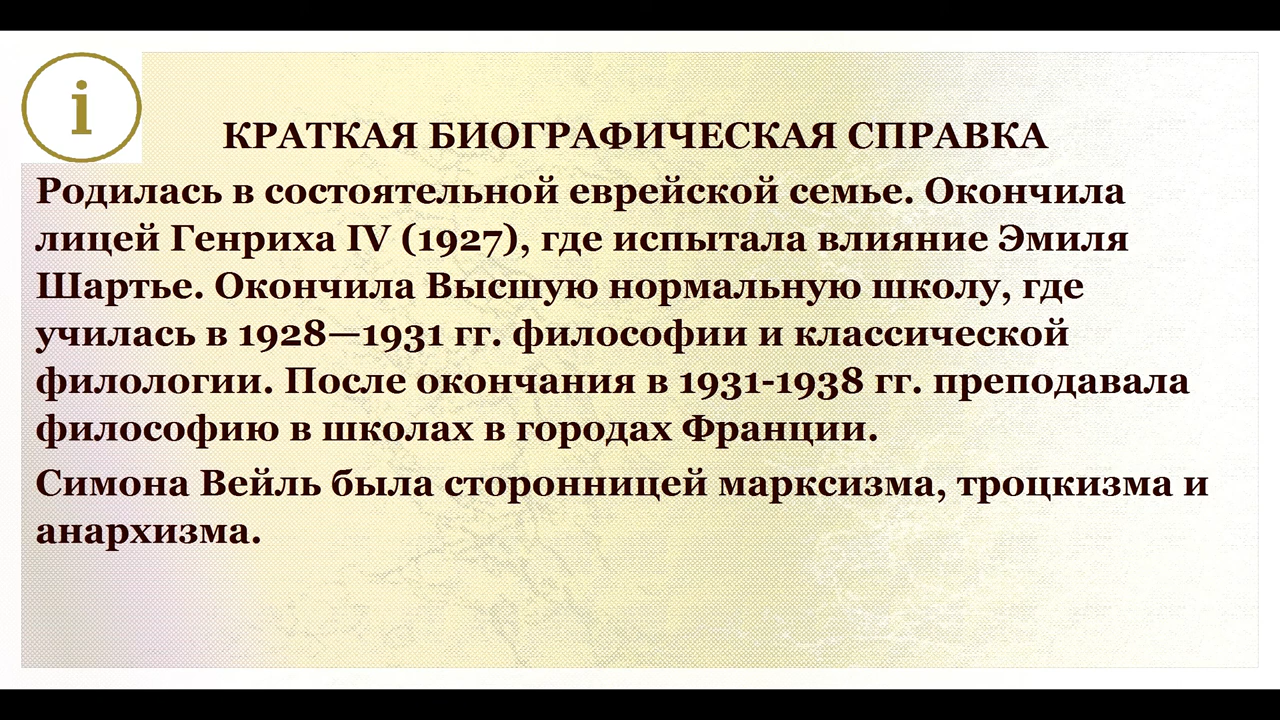 i
КРАТКАЯ БИОГРАФИЧЕСКАЯ СПРАВКА
Родилась в состоятельной еврейской семье. Окончила
лицей Генриха IV (1927), где испытала влияние Эмиля
Шартье. Окончила Высшую нормальную школу, где
училась в 1928—1931 гг. философии и классической
филологии. После окончания в 1931-1938 гг. преподавала
философию в школах в городах Франции.
Симона Вейль была сторонницей марксизма, троцкизма и
анархизма.